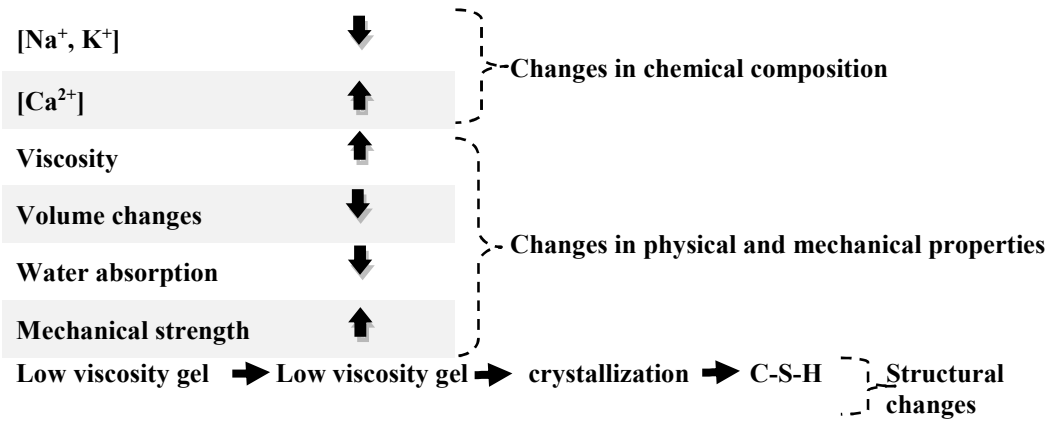 [Na⁺, K⁺]
Changes in chemical composition
[Ca²⁺]
Viscosity
Volume changes
Changes in physical and mechanical properties
Water absorption
Mechanical strength
Low viscosity gel Low viscosity gel crystallization C-S-H Structural
changes